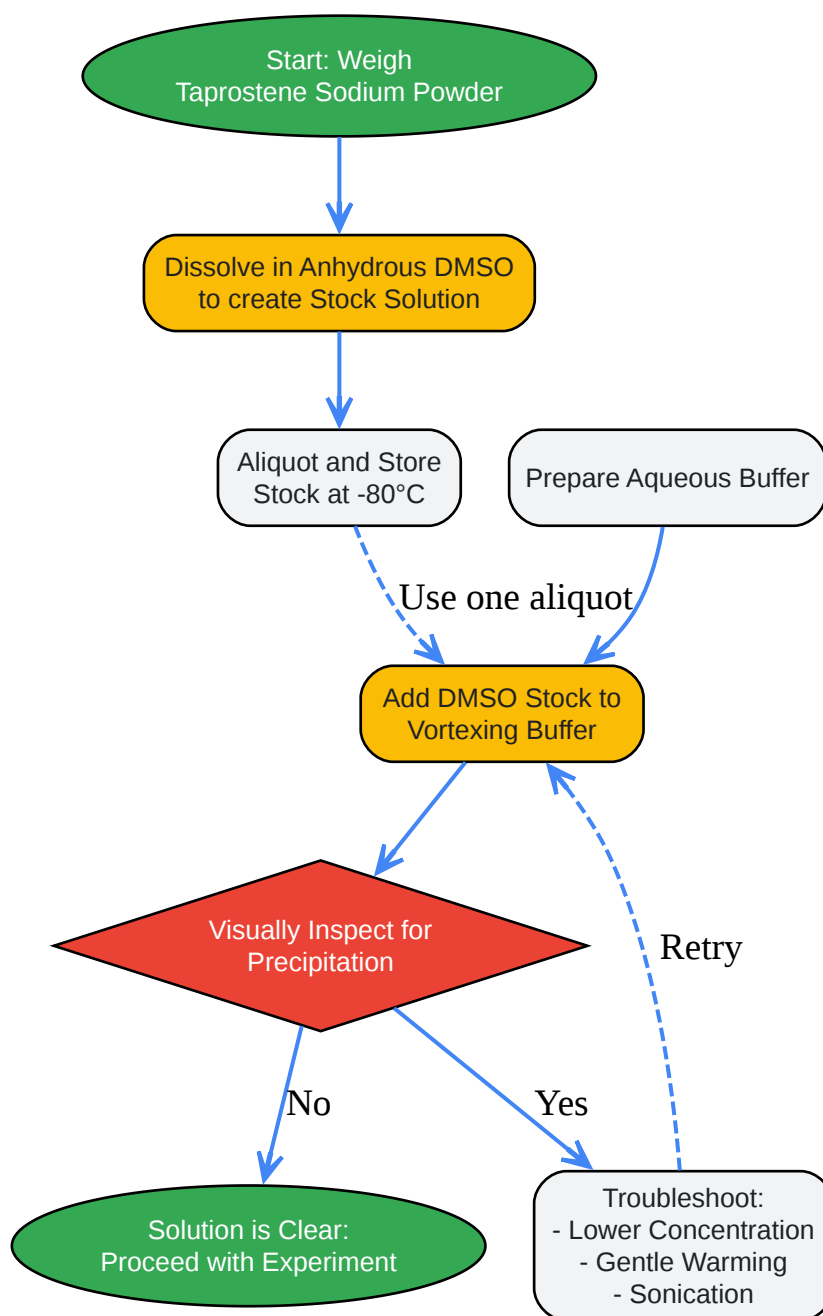 Start: Weigh
Taprostene Sodium Powder
Dissolve in Anhydrous DMSO
to create Stock Solution
Aliquot and Store
Stock at -80°C
Prepare Aqueous Buffer
Use one aliquot
Add DMSO Stock to
Vortexing Buffer
Visually Inspect for
Precipitation
Retry
No
Yes
Solution is Clear:
Proceed with Experiment
Troubleshoot:
- Lower Concentration
- Gentle Warming
- Sonication